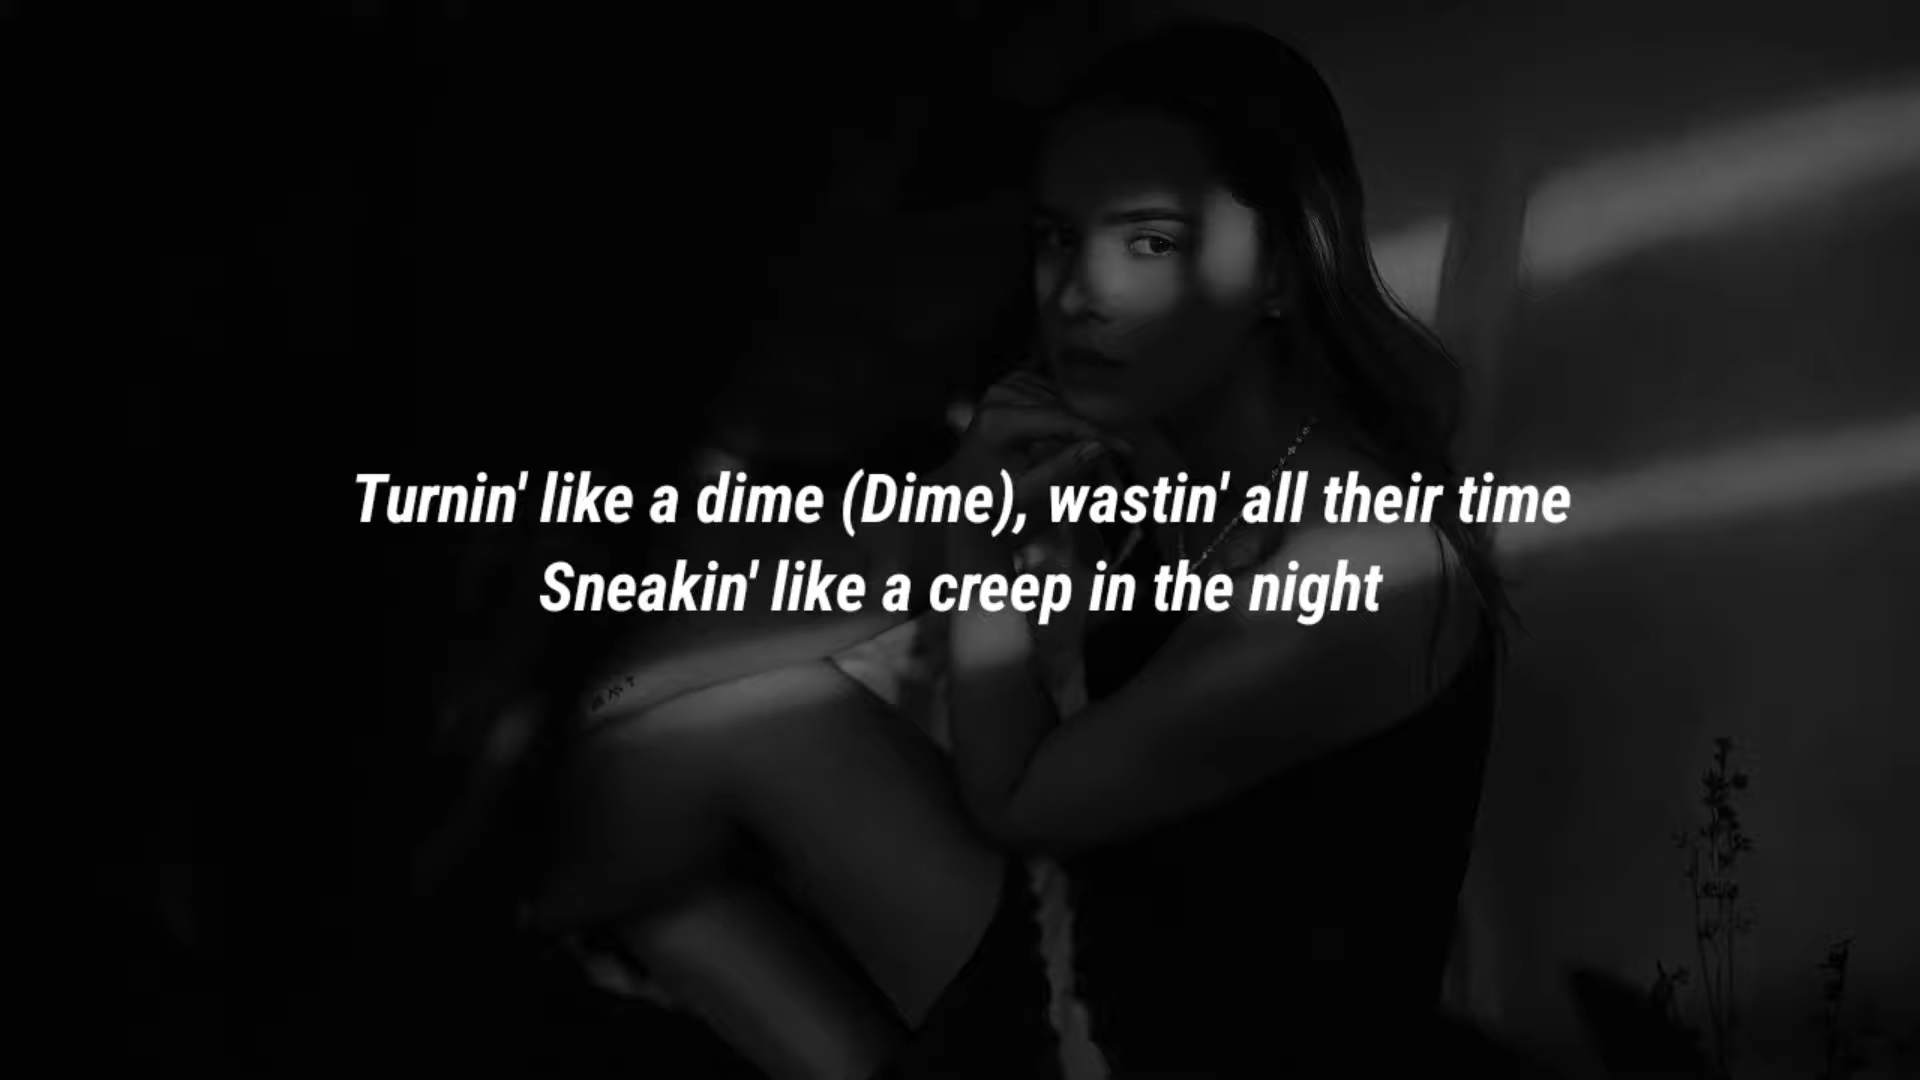 Turnin' like a dime (Dime), wastin' all their time
Sneakin' like a creep in the night